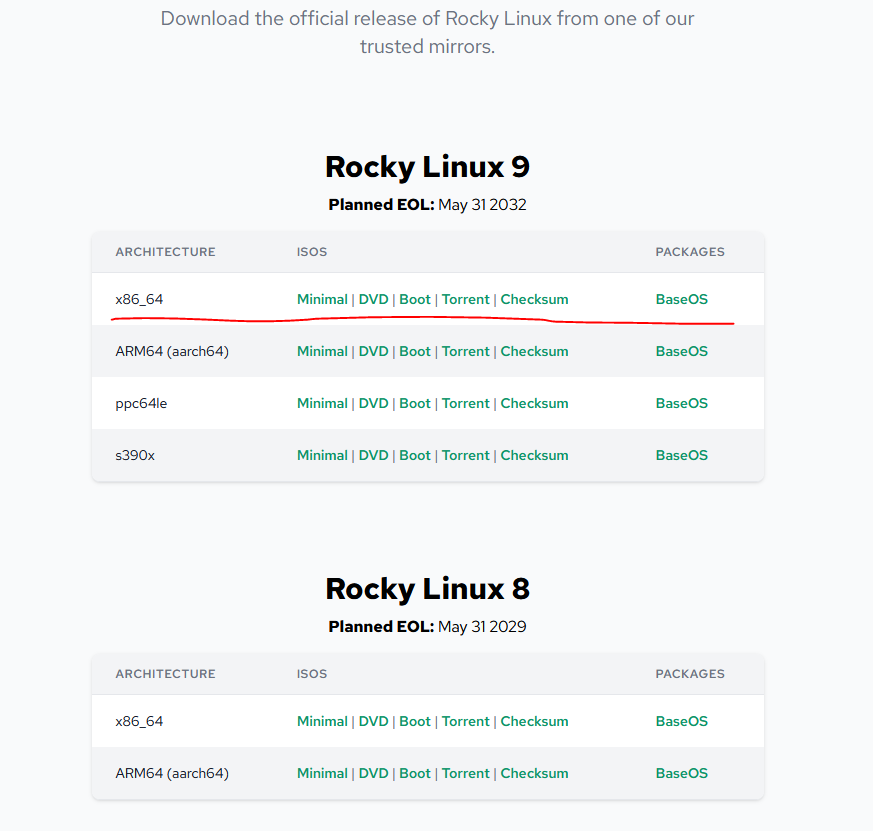 Download the official release of Rocky Linux from one of our
trusted mirrors.
Rocky Linux 9
Planned EOL: May 31 2032
ARCHITECTURE ISOS PACKAGES
x86_64 Minimal | DVD | Boot | Torrent | Checksum BaseOS
ARM64 (aarch64) Minimal | DVD | Boot | Torrent | Checksum BaseOS
ppc64le Minimal | DVD | Boot | Torrent | Checksum BaseOS
s390x Minimal | DVD | Boot | Torrent | Checksum BaseOS
Rocky Linux 8
Planned EOL: May 31 2029
ARCHITECTURE ISOS PACKAGES
x86_64 Minimal | DVD | Boot | Torrent | Checksum BaseOS
ARM64 (aarch64) Minimal | DVD | Boot | Torrent | Checksum BaseOS